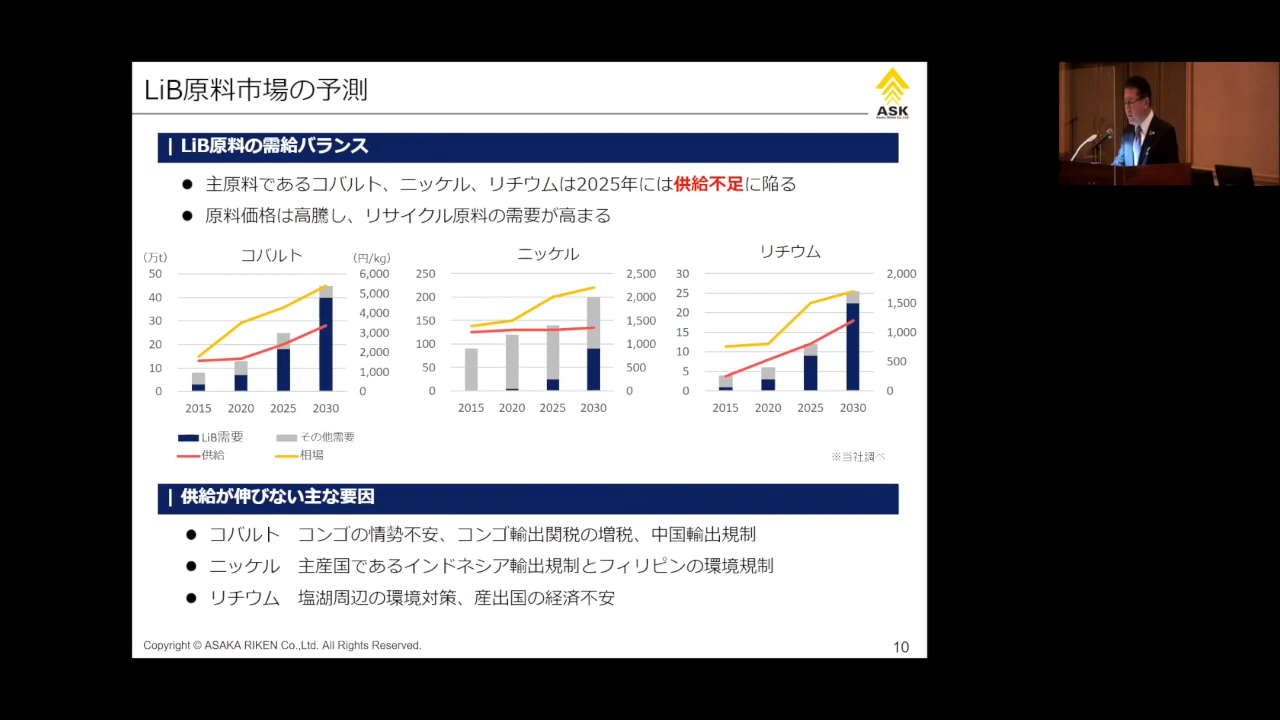 LiB原料市場の予測
ASK
Asaka Riken Co.,Ltd.
| LiB原料の需給バランス
● 主原料であるコバルト、ニッケル、リチウムは2025年には供給不足に陥る
● 原料価格は高騰し、リサイクル原料の需要が高まる
(万t) コバルト (円/kg)
50 6,000
40 5,000
30 4,000
20 3,000
10 2,000
0 1,000
0
2015 2020 2025 2030
ニッケル
250 2,500
200 2,000
150 1,500
100 1,000
50 500
0 0
2015 2020 2025 2030
リチウム
30 2,000
25 1,500
20 1,000
15 500
10 0
5
0
2015 2020 2025 2030
LiB需要 その他需要
供給 相場
※当社調べ
| 供給が伸びない主な要因
● コバルト コンゴの情勢不安、コンゴ輸出関税の増税、中国輸出規制
● ニッケル 主産国であるインドネシア輸出規制とフィリピンの環境規制
● リチウム 塩湖周辺の環境対策、産出国の経済不安
Copyright © ASAKA RIKEN Co.,Ltd. All Rights Reserved.
10